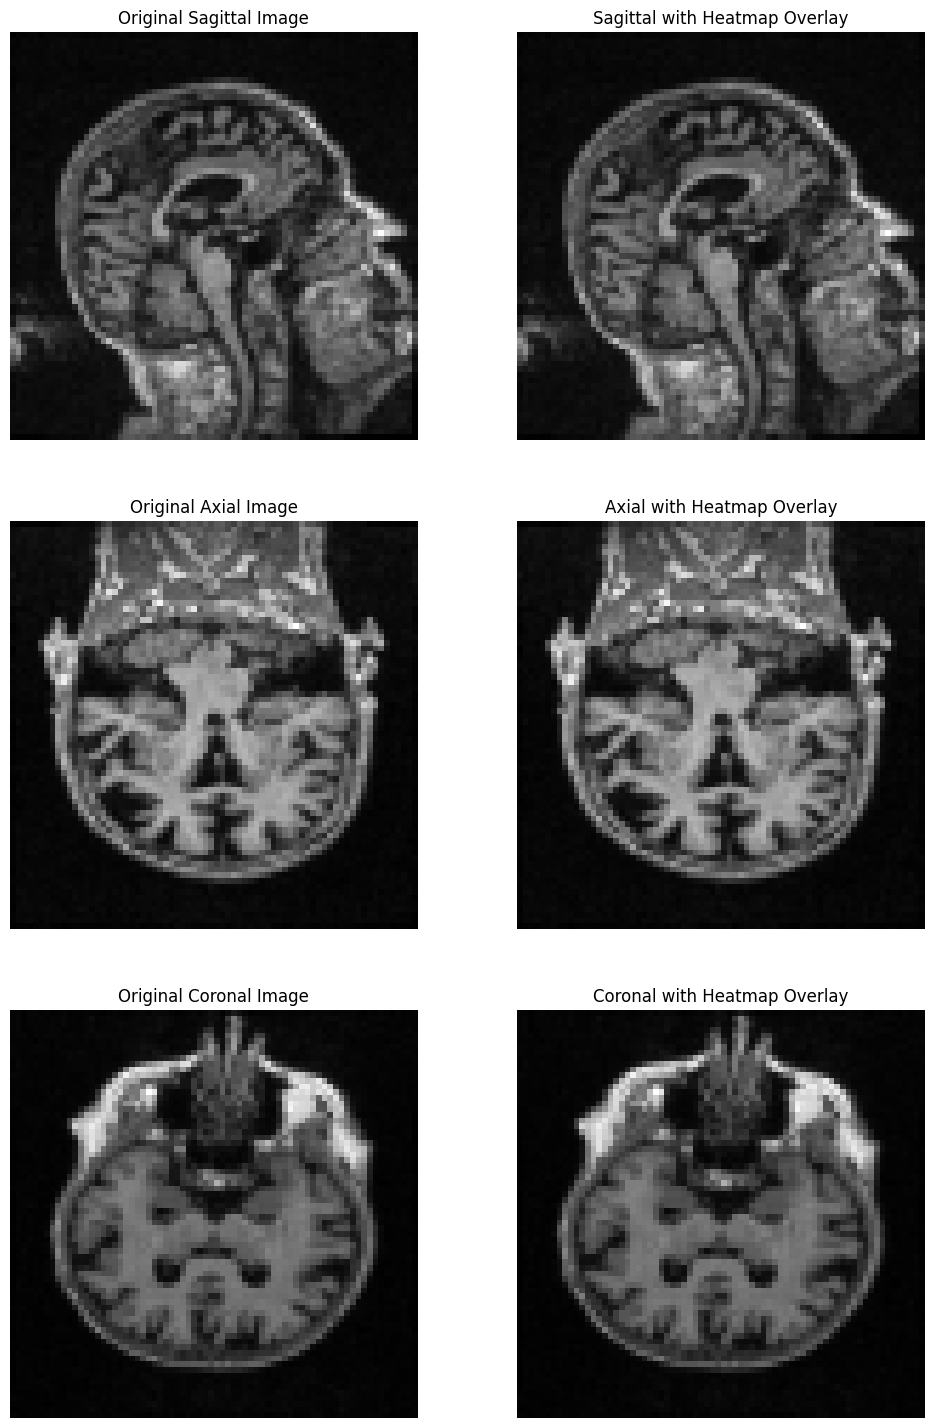 Original Sagittal Image
Sagittal with Heatmap Overlay
Original Axial Image
Axial with Heatmap Overlay
Original Coronal Image
Coronal with Heatmap Overlay